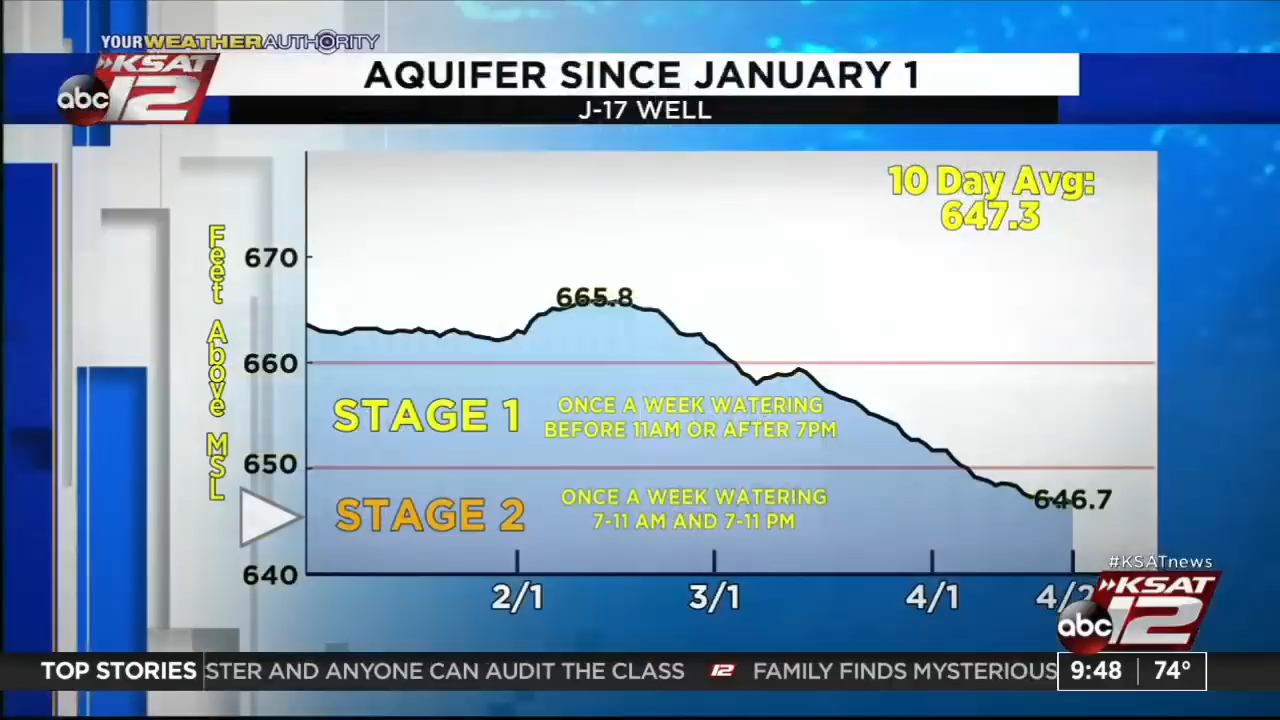 YOURWEATHERAUTHORITY
KSAT
abc 12
AQUIFER SINCE JANUARY 1
J-17 WELL
10 Day Avg:
647.3
Feet Above MSL
670
665.8
660
STAGE 1
ONCE A WEEK WATERING
BEFORE 11AM OR AFTER 7PM
650
STAGE 2
ONCE A WEEK WATERING
7-11 AM AND 7-11 PM
646.7
640
2/1 3/1 4/1
#KSATnews
KSAT
abc 12
TOP STORIES STER AND ANYONE CAN AUDIT THE CLASS 12 FAMILY FINDS MYSTERIOUS 9:48 74°